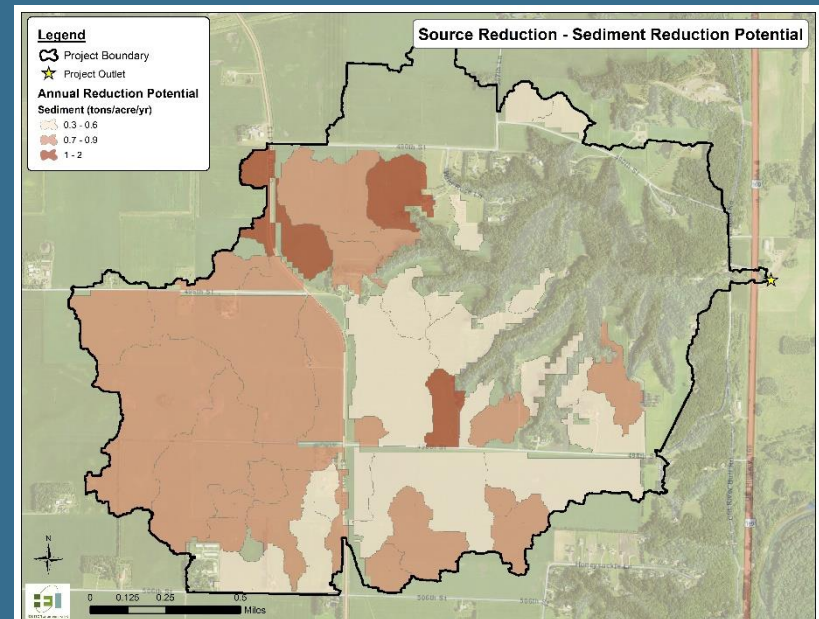 Legend
Project Boundary
Project Outlet
Annual Reduction Potential
Sediment (tons/acre/yr)
0.3 - 0.6
0.7 - 0.9
1 - 2
Source Reduction - Sediment Reduction Potential
N
0 0.125 0.25 0.5
Miles